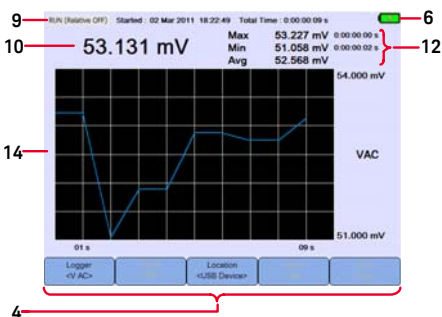 9
RUN (Relative OFF) Started : 02 Mar 2011 18:22:49 Total Time : 0:00:00:09 s
6
10
53.131 mV
Max 53.227 mV 0:00:00:00 s
Min 51.058 mV 0:00:00:02 s
Avg 52.568 mV
12
54.000 mV
14
VAC
51.000 mV
01 s
09 s
Logger
<V AC>
Location
<USB Device>
4